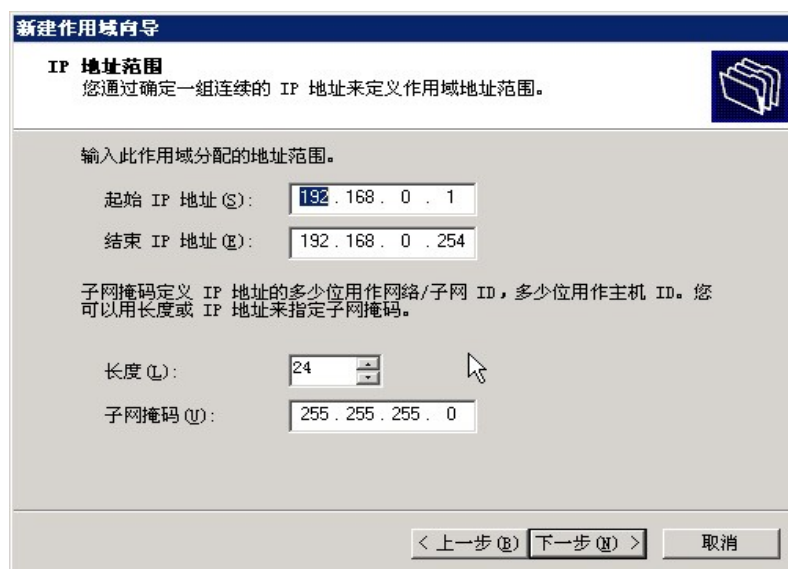 新建作用域向导
IP 地址范围
您通过确定一组连续的 IP 地址来定义作用域地址范围。
输入此作用域分配的地址范围。
起始 IP 地址(S): 192 . 168 . 0 . 1
结束 IP 地址(E): 192 . 168 . 0 . 254
子网掩码定义 IP 地址的多少位用作网络/子网 ID，多少位用作主机 ID。您
可以用长度或 IP 地址来指定子网掩码。
长度(L): 24
子网掩码(U): 255 . 255 . 255 . 0
< 上一步(B) 下一步(N) > 取消